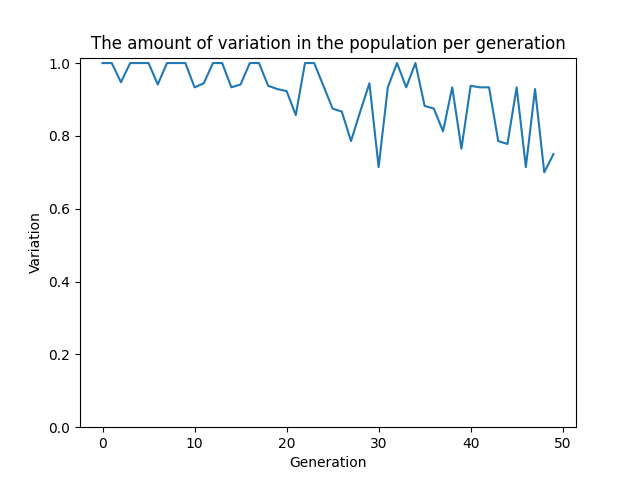 The amount of variation in the population per generation
1.0
0.8
0.6
0.4
0.2
0.0
Variation
0 10 20 30 40 50
Generation